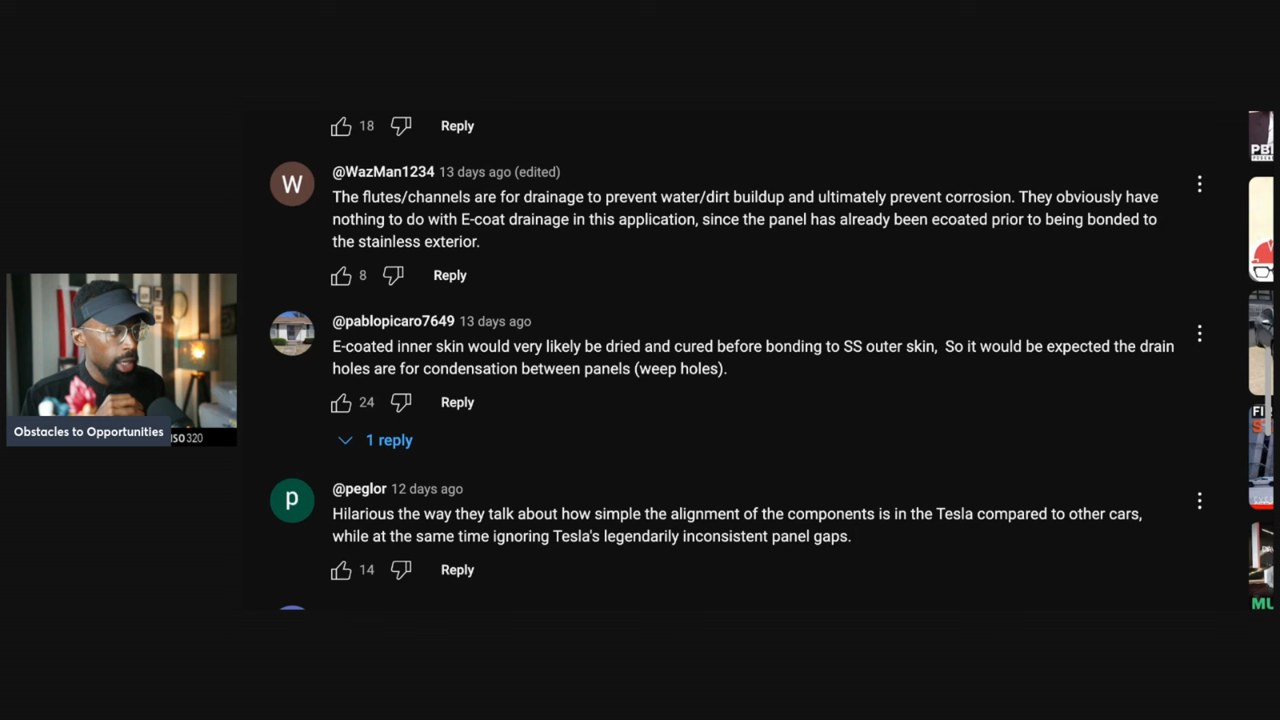 18 Reply
W @WazMan1234 13 days ago (edited)
The flutes/channels are for drainage to prevent water/dirt buildup and ultimately prevent corrosion. They obviously have
nothing to do with E-coat drainage in this application, since the panel has already been ecoated prior to being bonded to
the stainless exterior.
8 Reply
@pablopicaro7649 13 days ago
E-coated inner skin would very likely be dried and cured before bonding to SS outer skin, So it would be expected the drain
holes are for condensation between panels (weep holes).
24 Reply
1 reply
p @peglor 12 days ago
Hilarious the way they talk about how simple the alignment of the components is in the Tesla compared to other cars,
while at the same time ignoring Tesla's legendarily inconsistent panel gaps.
14 Reply
Obstacles to Opportunities
ISO 320
PBI
FI
S
MU